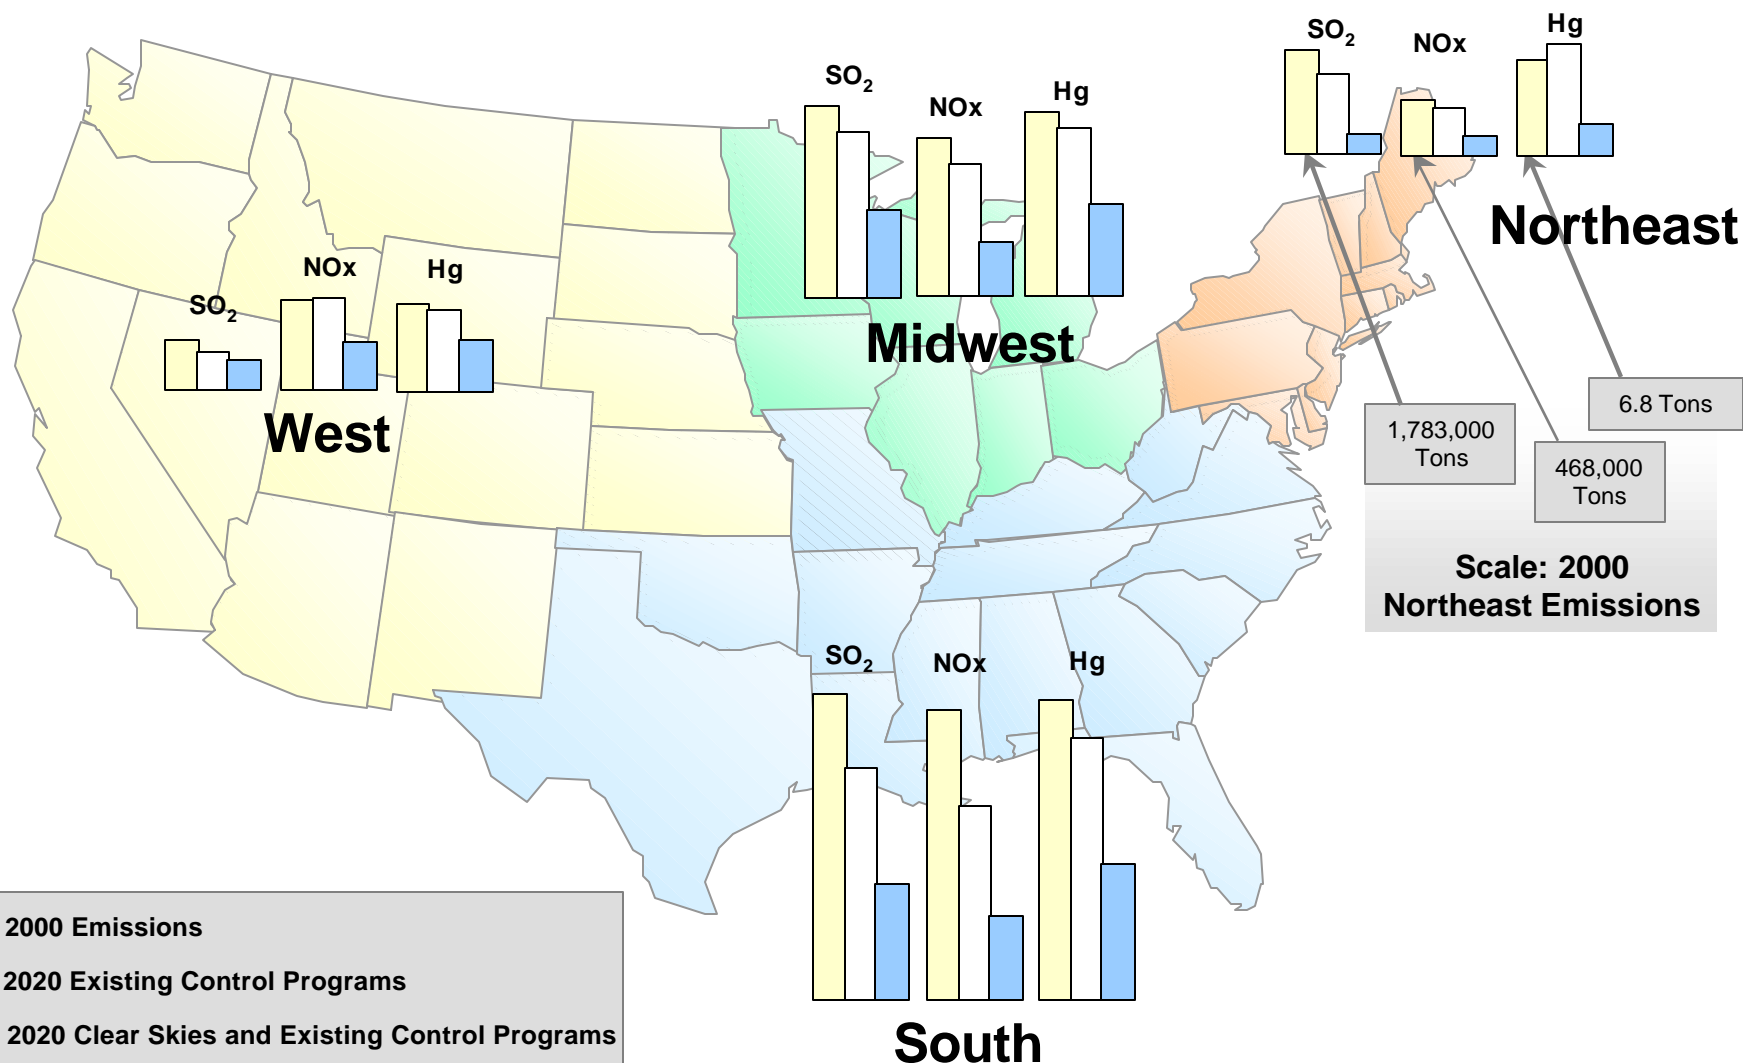 SO2
NOx
Hg
Northeast
SO2
NOx
Hg
Midwest
SO2
NOx
Hg
West
6.8 Tons
1,783,000
Tons
468,000
Tons
Scale: 2000
Northeast Emissions
SO2
NOx
Hg
South
2000 Emissions
2020 Existing Control Programs
2020 Clear Skies and Existing Control Programs